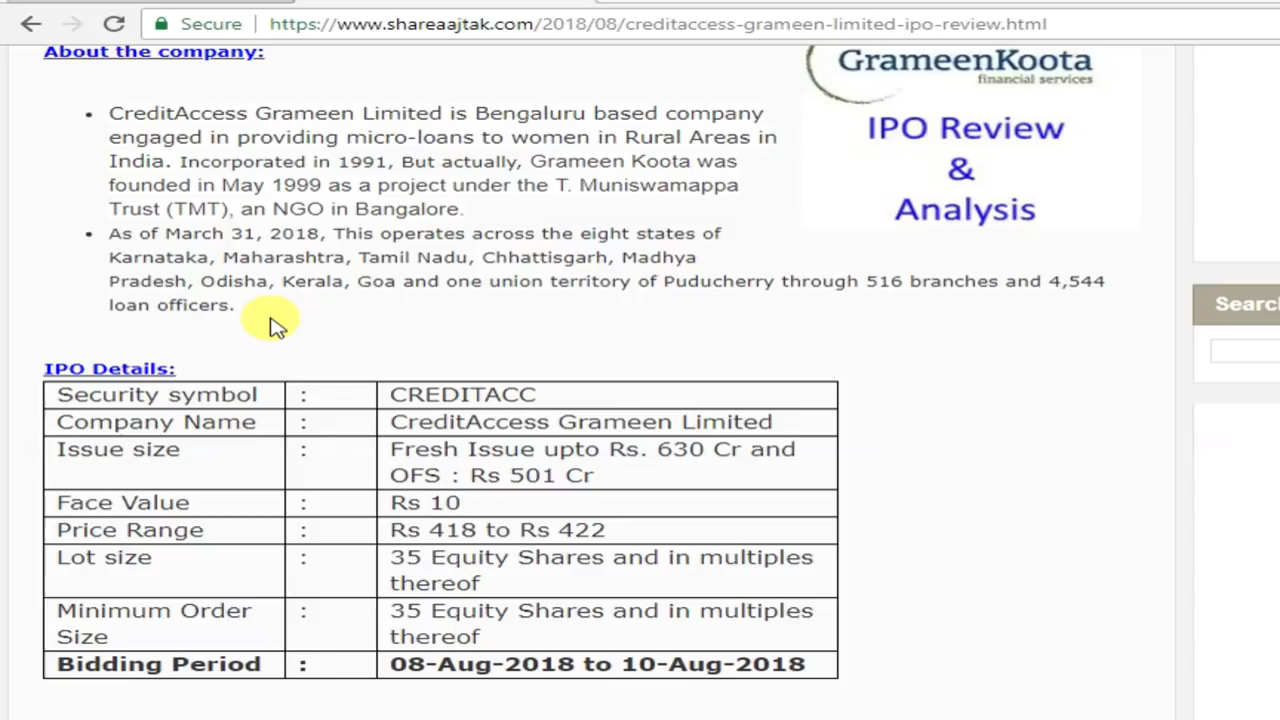 Secure https://www.shareaajtak.com/2018/08/creditaccess-grameen-limited-ipo-review.html
About the company:
GrameenKoota
financial services
IPO Review
&
Analysis
• CreditAccess Grameen Limited is Bengaluru based company
engaged in providing micro-loans to women in Rural Areas in
India. Incorporated in 1991, But actually, Grameen Koota was
founded in May 1999 as a project under the T. Muniswamappa
Trust (TMT), an NGO in Bangalore.
• As of March 31, 2018, This operates across the eight states of
Karnataka, Maharashtra, Tamil Nadu, Chhattisgarh, Madhya
Pradesh, Odisha, Kerala, Goa and one union territory of Puducherry through 516 branches and 4,544
loan officers.
Search
IPO Details:
Security symbol : CREDITACC
Company Name : CreditAccess Grameen Limited
Issue size : Fresh Issue upto Rs. 630 Cr and
OFS : Rs 501 Cr
Face Value : Rs 10
Price Range : Rs 418 to Rs 422
Lot size : 35 Equity Shares and in multiples
thereof
Minimum Order : 35 Equity Shares and in multiples
Size thereof
Bidding Period : 08-Aug-2018 to 10-Aug-2018